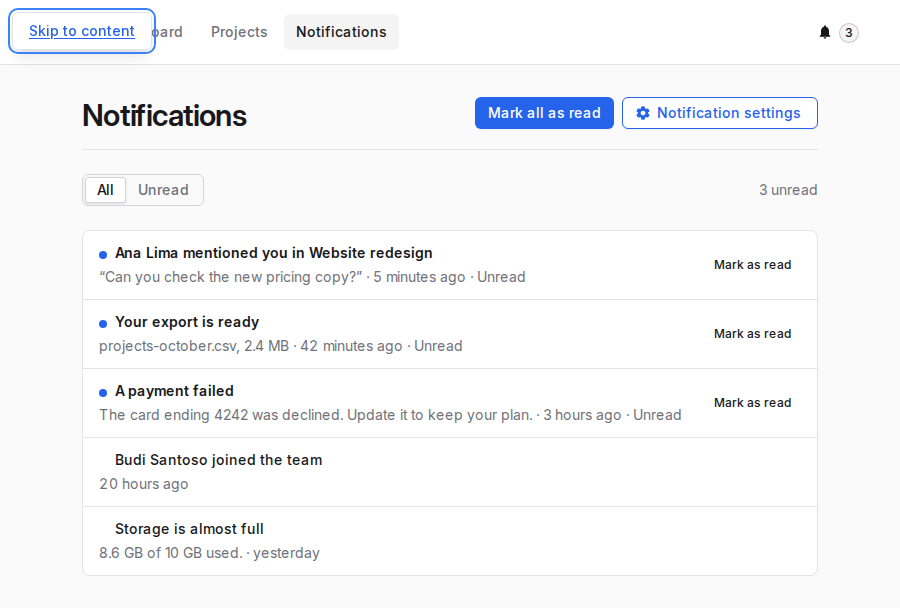 Skip to content
Projects
Notifications
3
Notifications
Mark all as read
Notification settings
All
Unread
3 unread
Ana Lima mentioned you in Website redesign
“Can you check the new pricing copy?” · 5 minutes ago · Unread
Mark as read
Your export is ready
projects-october.csv, 2.4 MB · 42 minutes ago · Unread
Mark as read
A payment failed
The card ending 4242 was declined. Update it to keep your plan. · 3 hours ago · Unread
Mark as read
Budi Santoso joined the team
20 hours ago
Storage is almost full
8.6 GB of 10 GB used. · yesterday